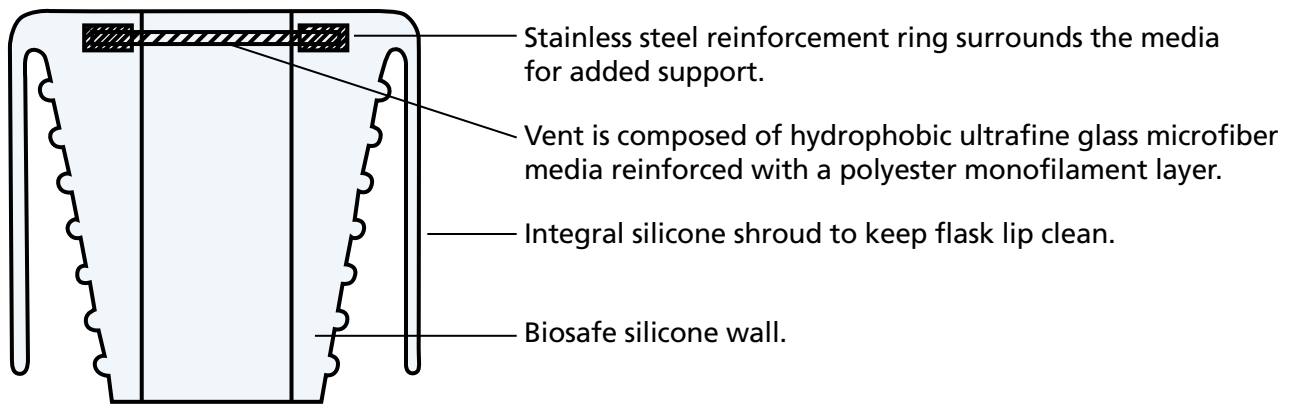 Stainless steel reinforcement ring surrounds the media
for added support.
Vent is composed of hydrophobic ultrafine glass microfiber
media reinforced with a polyester monofilament layer.
Integral silicone shroud to keep flask lip clean.
Biosafe silicone wall.